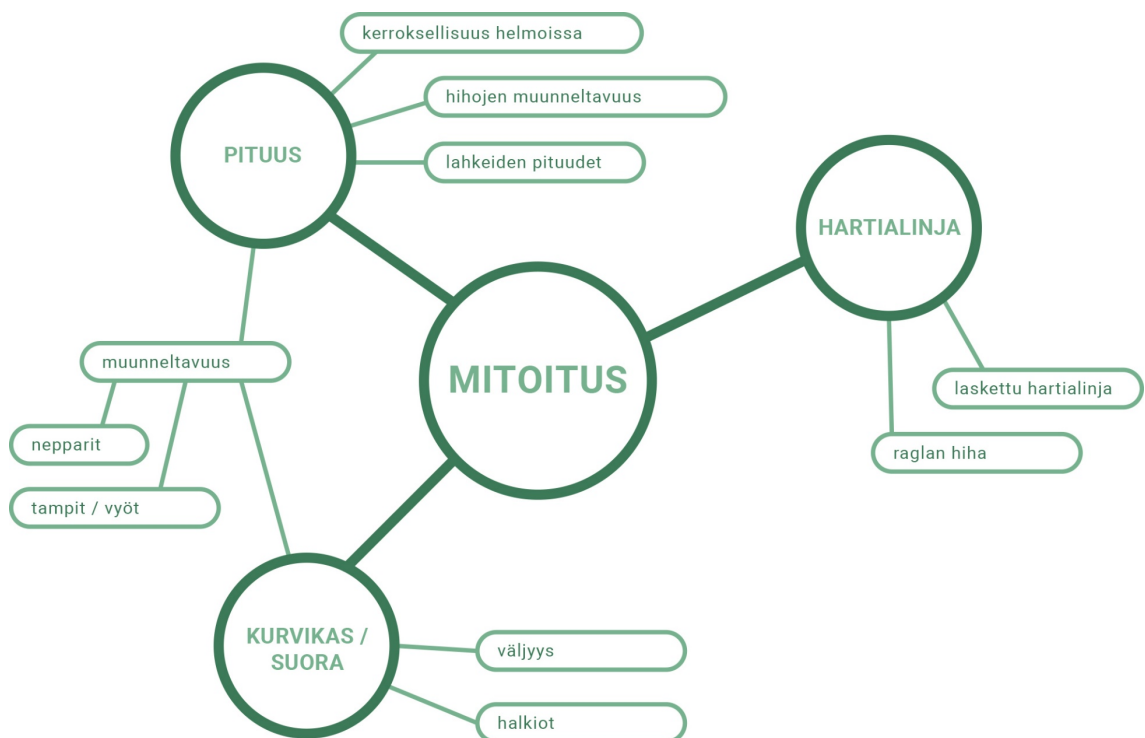 kerroksellisuus helmoissa
hihojen muunneltavuus
PITUUS
lahkeiden pituudet
HARTIALINJA
muunneltavuus
MITOITUS
laskettu hartialinja
nepparit
raglan hiha
tampit / vyöt
KURVIKAS /
SUORA
väljyys
halkiot